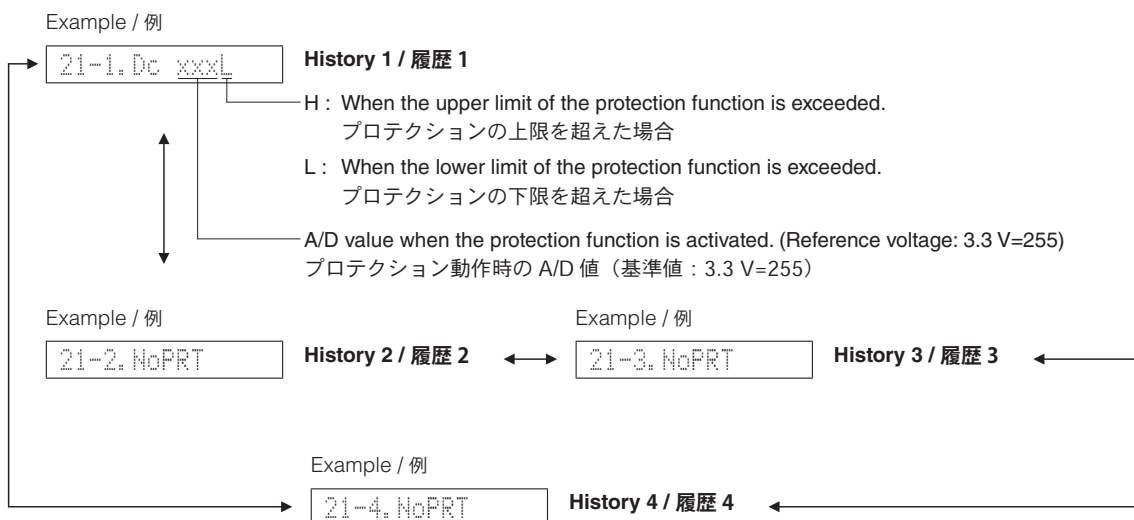 Example / 例
21-1.Dc xxxL
History 1 / 履歴 1
H : When the upper limit of the protection function is exceeded.
プロテクションの上限を超えた場合
L : When the lower limit of the protection function is exceeded.
プロテクションの下限を超えた場合
A/D value when the protection function is activated. (Reference voltage: 3.3 V=255)
プロテクション動作時の A/D 値（基準値：3.3 V=255）
Example / 例
21-2.NoPRT
History 2 / 履歴 2
Example / 例
21-3.NoPRT
History 3 / 履歴 3
Example / 例
21-4.NoPRT
History 4 / 履歴 4